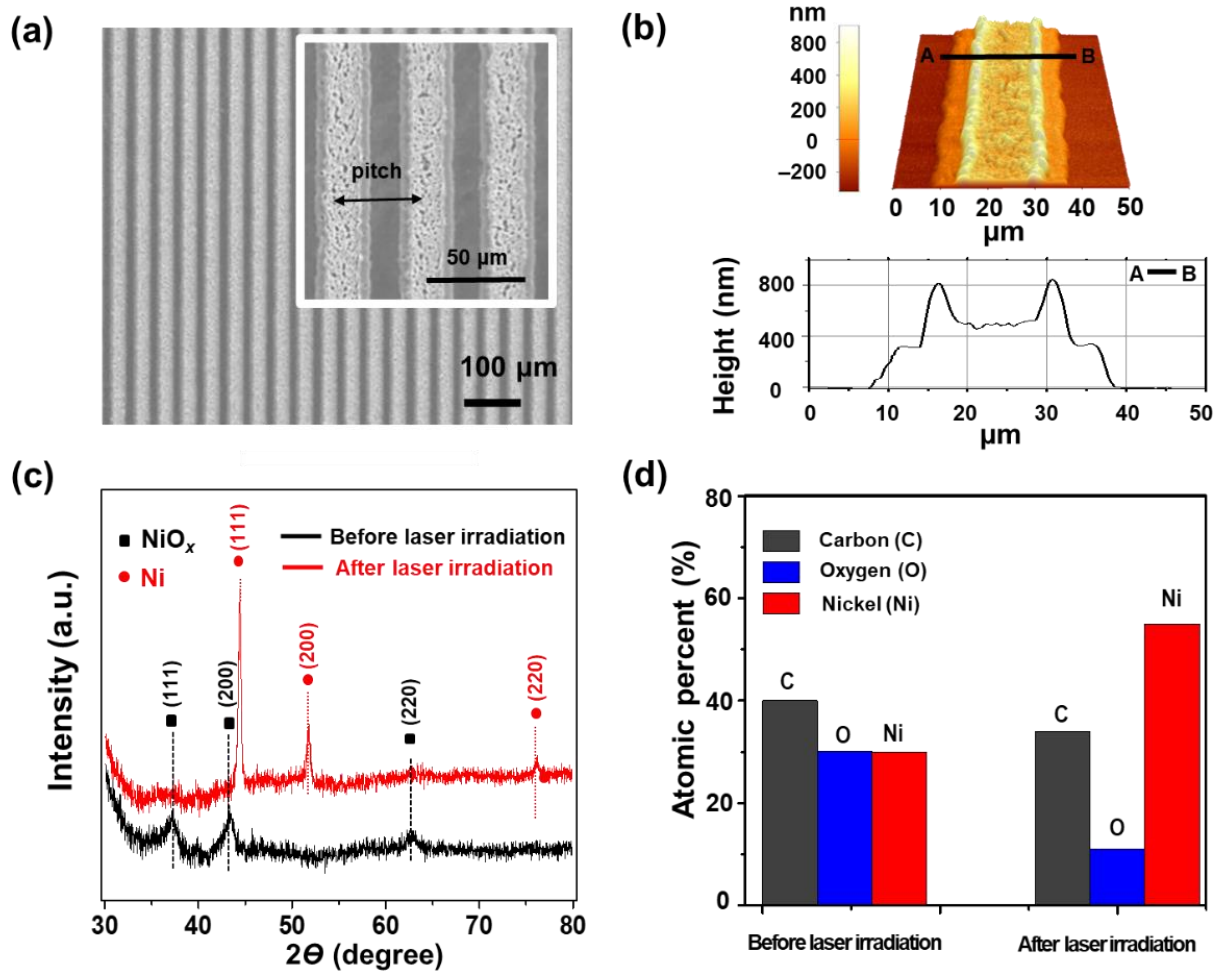 (a)
pitch
50 μm
100 μm
(b)
nm
800
600
400
200
0
−200
A
B
0 10 20 30 40 50
μm
A B
Height (nm)
800
400
0
0 10 20 30 40 50
μm
(c)
NiOx
Ni
Before laser irradiation
After laser irradiation
(111)
(200)
(220)
(111)
(200)
(220)
Intensity (a.u.)
30 40 50 60 70 80
2Θ (degree)
(d)
80
60
40
20
0
Atomic percent (%)
Carbon (C)
Oxygen (O)
Nickel (Ni)
C
O
Ni
C
O
Ni
Before laser irradiation
After laser irradiation